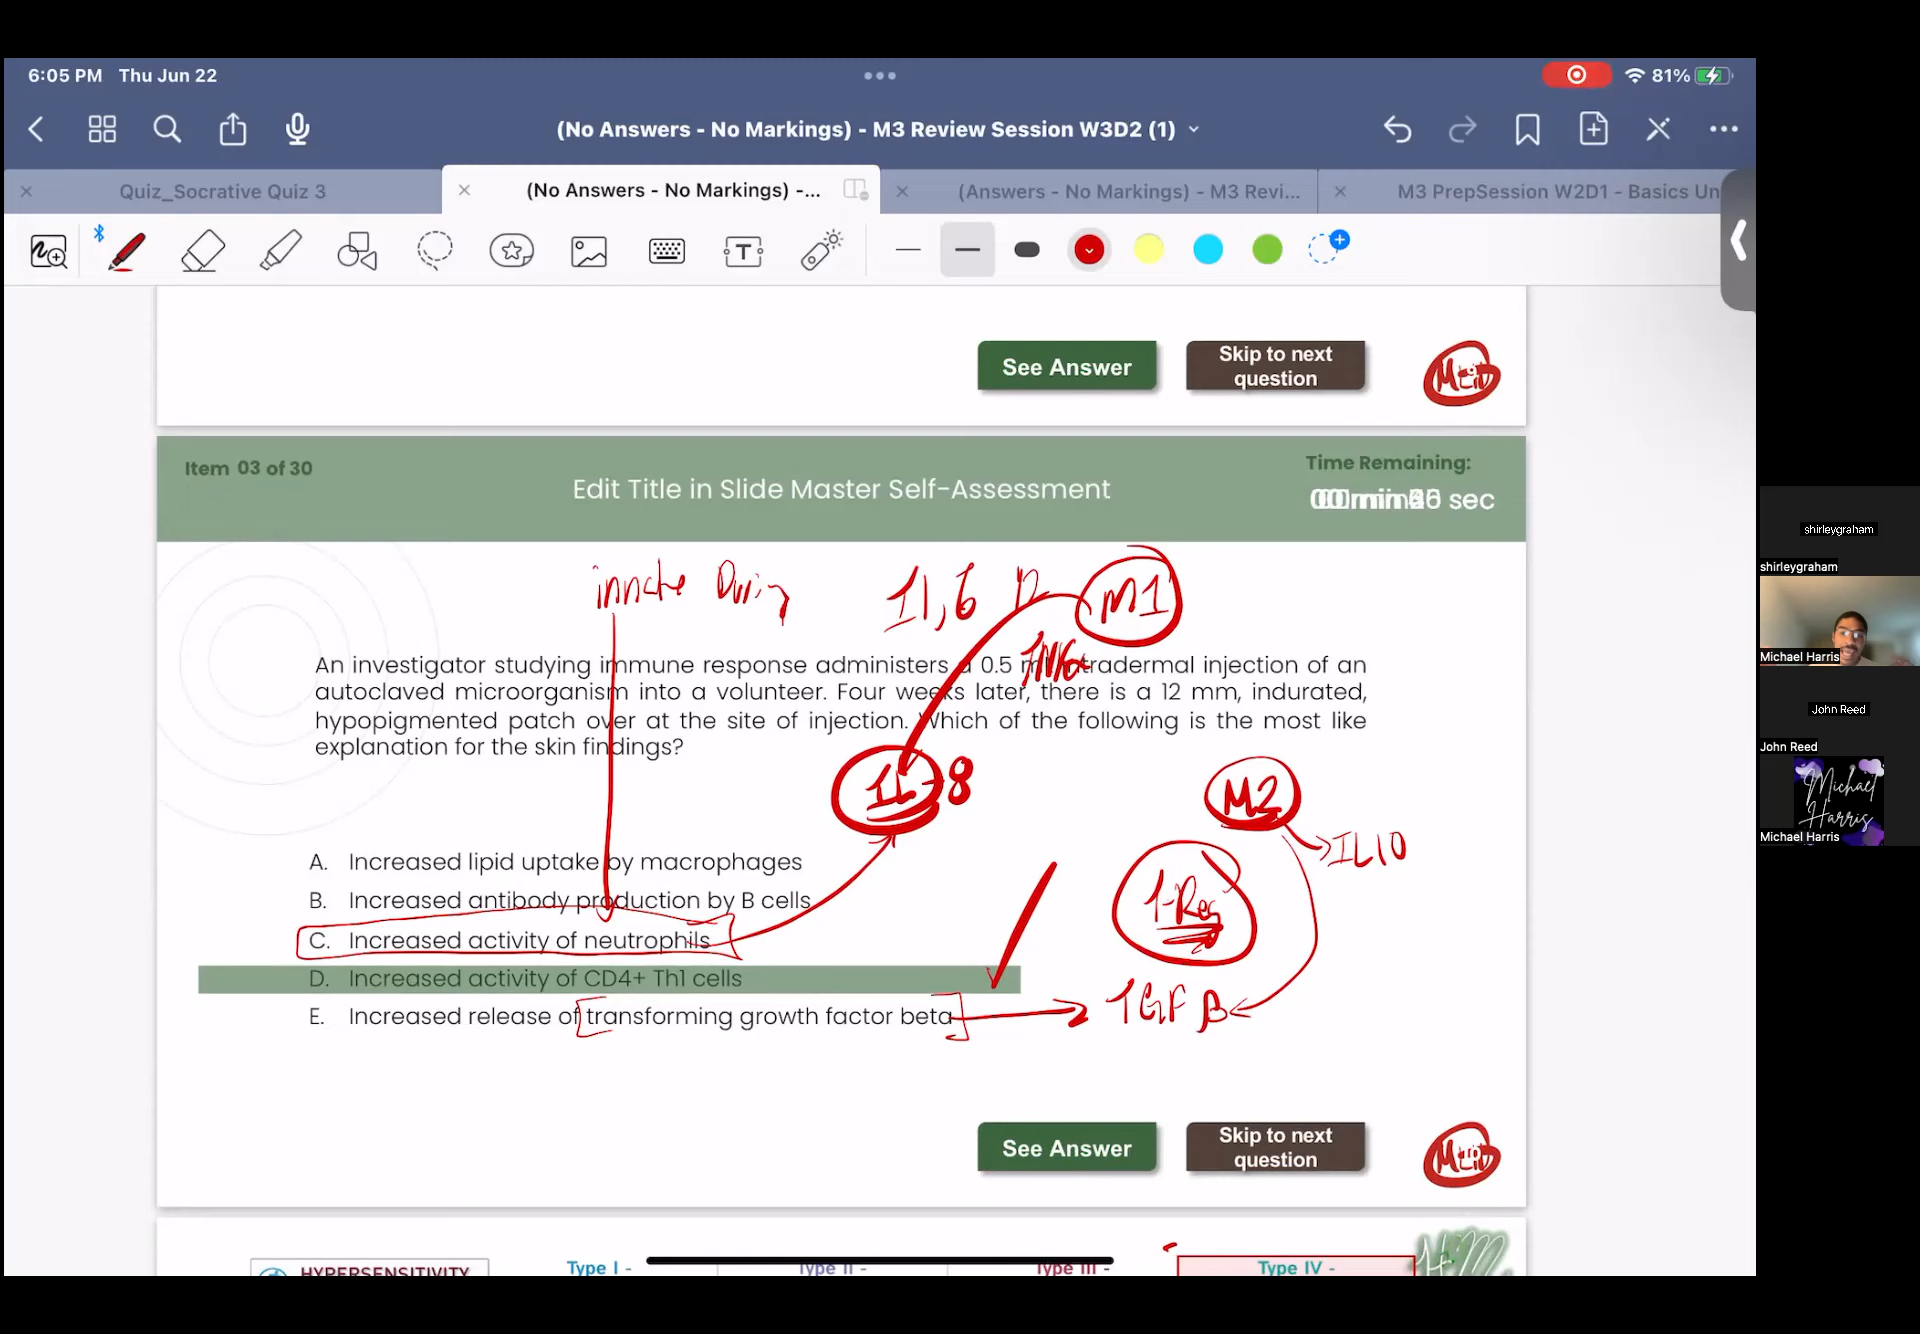 6:05 PM Thu Jun 22
81%
(No Answers - No Markings) - M3 Review Session W3D2 (1)
Quiz_Socrative Quiz 3
(No Answers - No Markings) -...
(Answers - No Markings) - M3 Revi...
M3 PrepSession W2D1 - Basics Un
See Answer
Skip to next
question
Item 03 of 30
Edit Title in Slide Master Self-Assessment
Time Remaining:
sec
innate During
IL, 6 12
M1
An investigator studying immune response administers a 0.5 intradermal injection of an
autoclaved microorganism into a volunteer. Four weeks later, there is a 12 mm, indurated,
hypopigmented patch over at the site of injection. Which of the following is the most like
explanation for the skin findings?
IL-8
M2
IL10
T-Reg
TGF β
A. Increased lipid uptake by macrophages
B. Increased antibody production by B cells
C. Increased activity of neutrophils
D. Increased activity of CD4+ Th1 cells
E. Increased release of [transforming growth factor beta]
See Answer
Skip to next
question
HYPERSENSITIVITY
Type I -
Type II -
Type III -
Type IV -
shirleygraham
shirleygraham
Michael Harris
John Reed
John Reed
Michael
Harris
Michael Harris